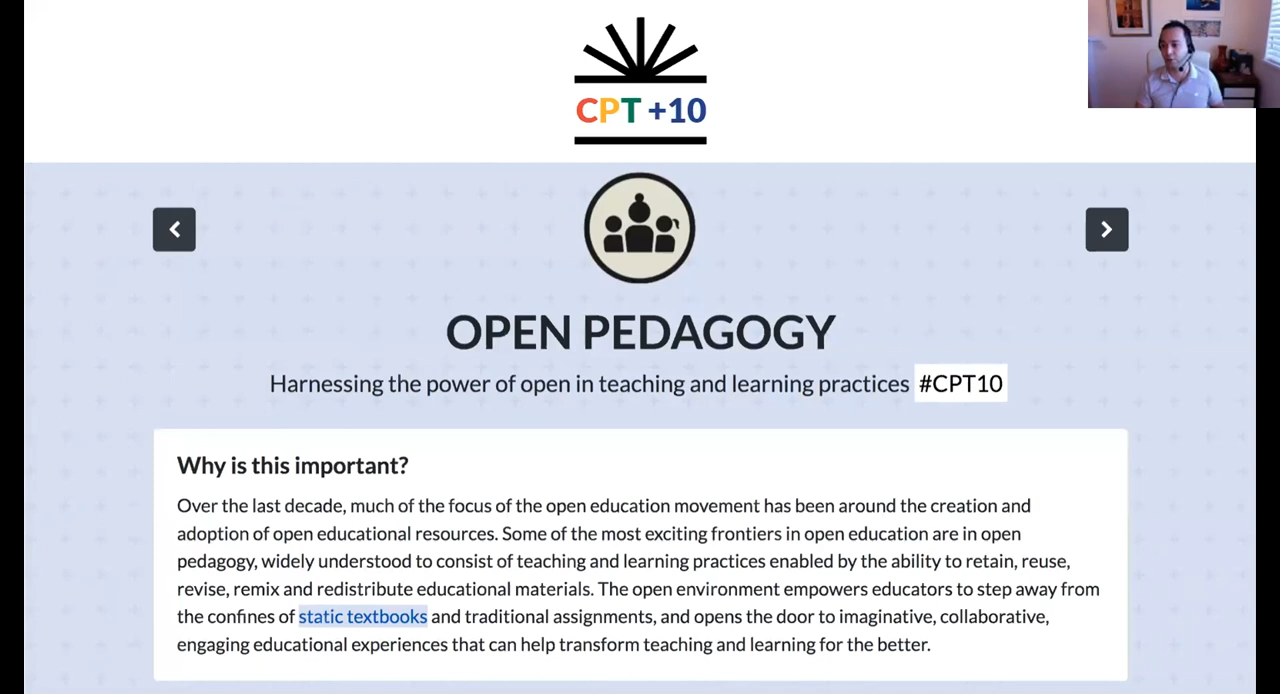 CPT +10
OPEN PEDAGOGY
Harnessing the power of open in teaching and learning practices #CPT10
Why is this important?
Over the last decade, much of the focus of the open education movement has been around the creation and
adoption of open educational resources. Some of the most exciting frontiers in open education are in open
pedagogy, widely understood to consist of teaching and learning practices enabled by the ability to retain, reuse,
revise, remix and redistribute educational materials. The open environment empowers educators to step away from
the confines of static textbooks and traditional assignments, and opens the door to imaginative, collaborative,
engaging educational experiences that can help transform teaching and learning for the better.